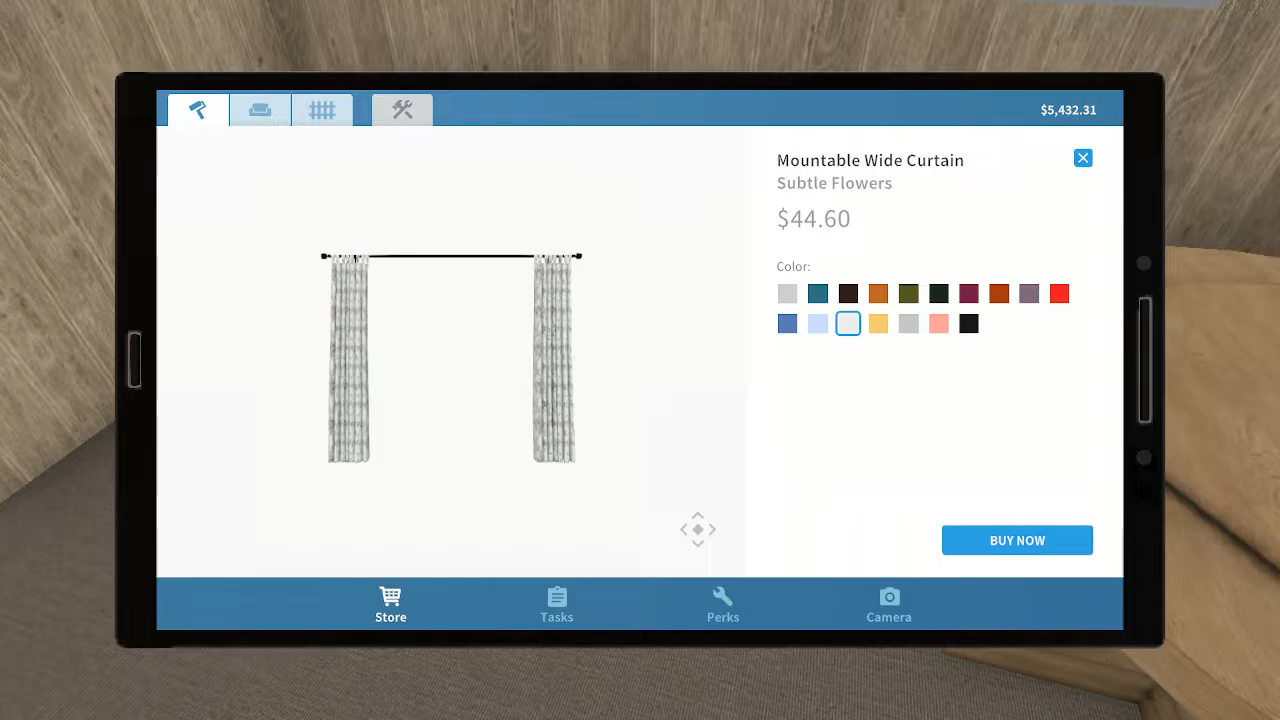 $5,432.31
Mountable Wide Curtain
Subtle Flowers
$44.60
Color:
BUY NOW
Store
Tasks
Perks
Camera